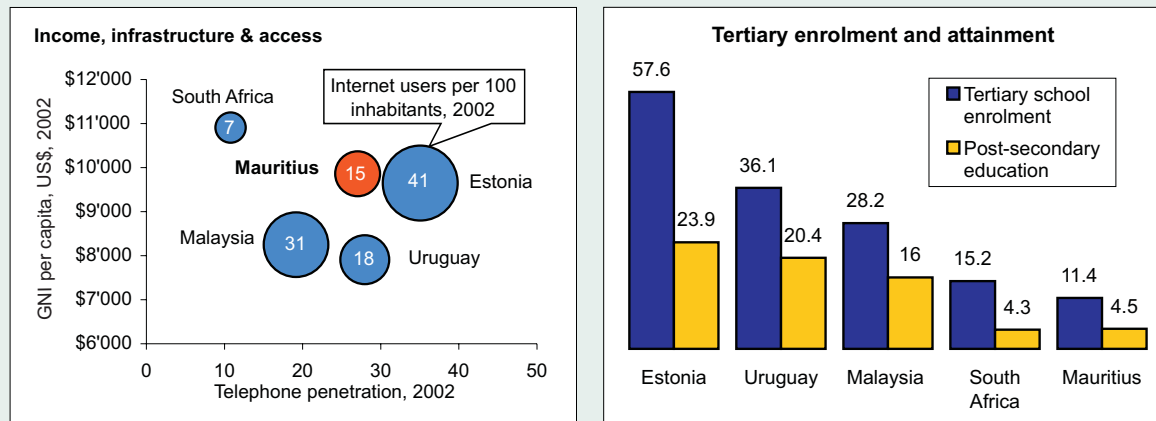 Income, infrastructure & access
GNI per capita, US$, 2002
$12'000
$11'000
$10'000
$9'000
$8'000
$7'000
$6'000
South Africa
7
Internet users per 100
inhabitants, 2002
Mauritius
15
41
Estonia
Malaysia
31
18
Uruguay
0
10
20
30
40
50
Telephone penetration, 2002
Tertiary enrolment and attainment
Tertiary school
enrolment
Post-secondary
education
57.6
23.9
36.1
20.4
28.2
16
15.2
4.3
11.4
4.5
Estonia
Uruguay
Malaysia
South
Africa
Mauritius